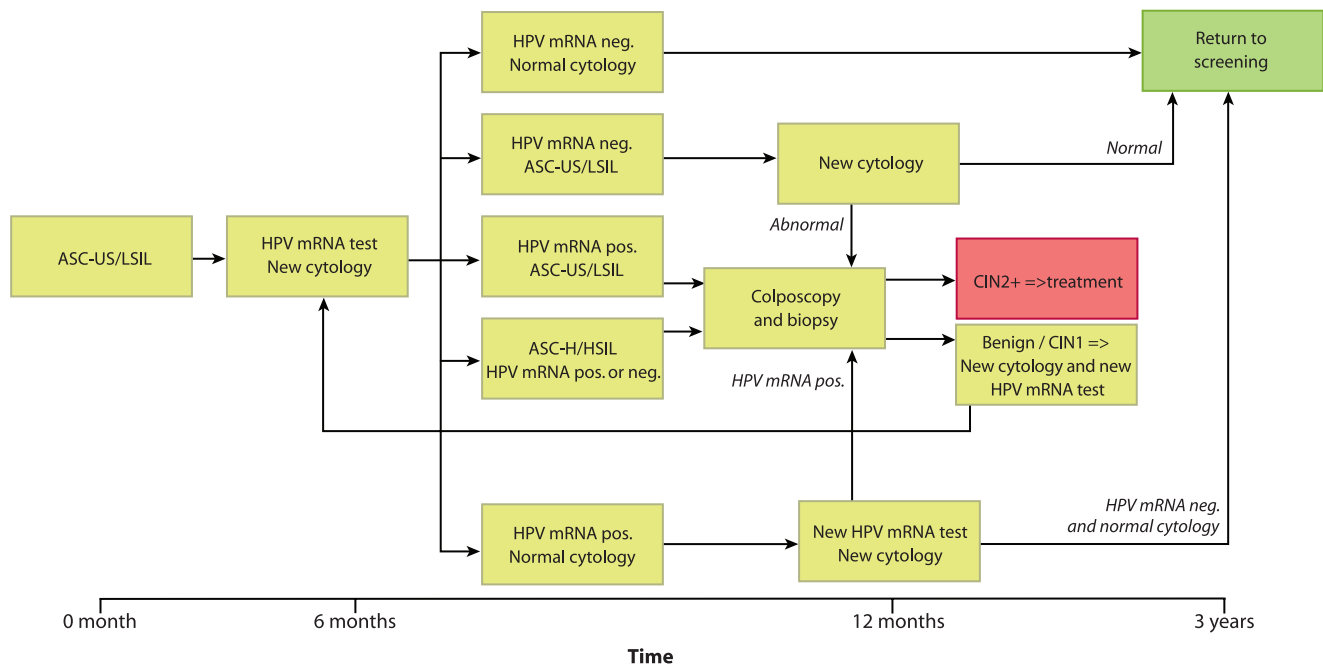 HPV mRNA neg.
Normal cytology
Return to
screening
HPV mRNA neg.
ASC-US/LSIL
New cytology
Normal
Abnormal
ASC-US/LSIL
HPV mRNA test
New cytology
HPV mRNA pos.
ASC-US/LSIL
Colposcopy
and biopsy
CIN2+ =>treatment
ASC-H/HSIL
HPV mRNA pos. or neg.
Benign / CIN1 =>
New cytology and new
HPV mRNA test
HPV mRNA pos.
HPV mRNA pos.
Normal cytology
New HPV mRNA test
New cytology
HPV mRNA neg.
and normal cytology
0 month
6 months
12 months
3 years
Time